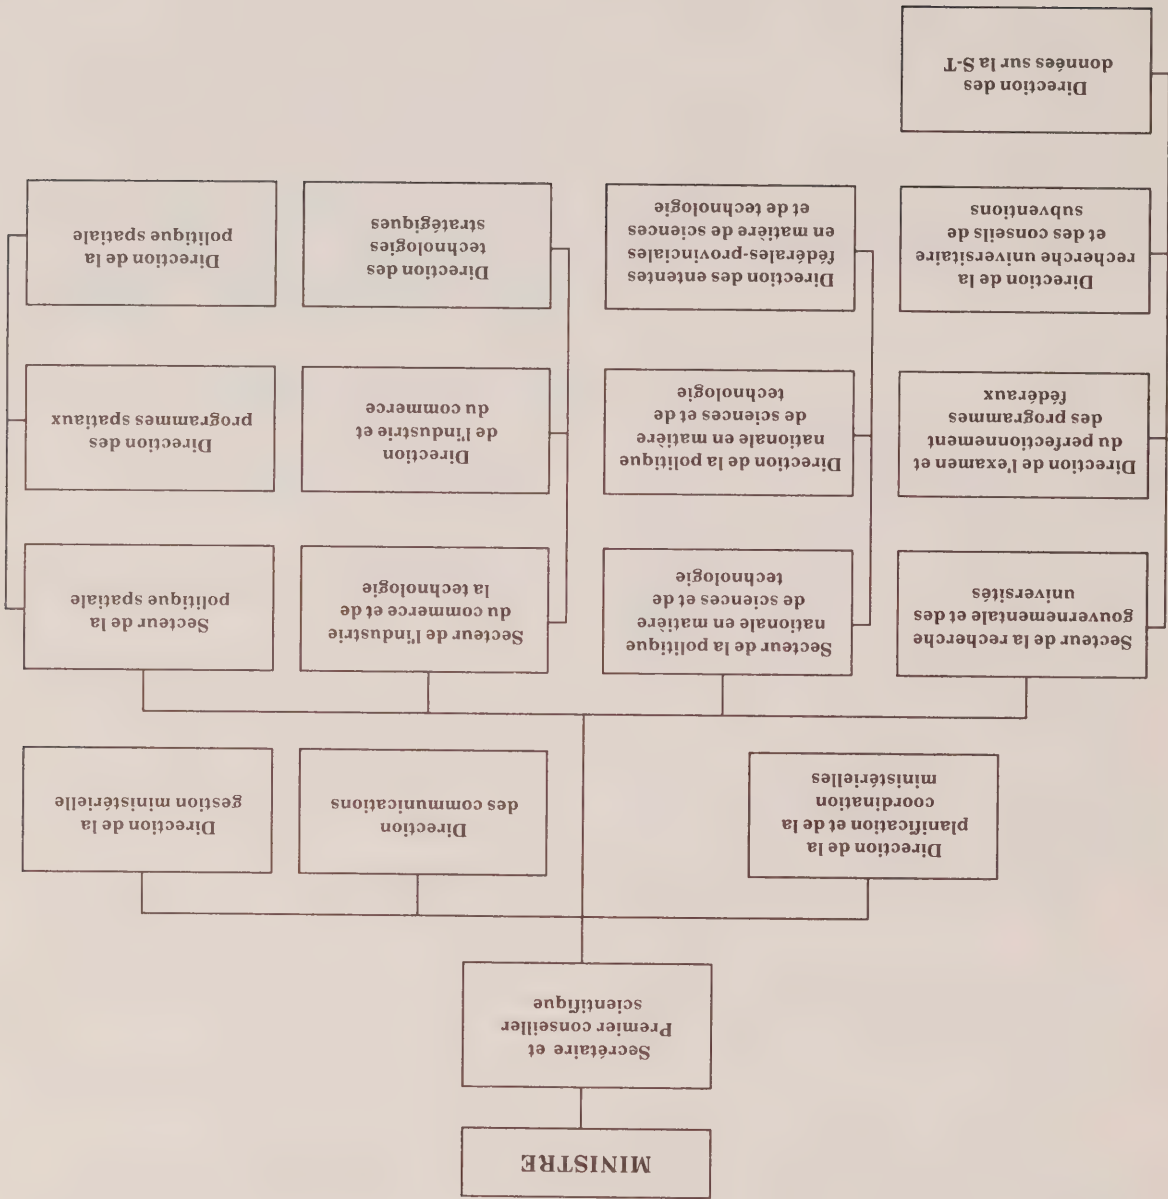 MINISTRE
Secrétaire et
Premier conseiller
scientifique
Direction de la
planification et de la
coordination
ministérielles
Direction
des communications
Direction de la
gestion ministérielle
Secteur de la recherche
gouvernementale et des
universités
Secteur de la politique
nationale en matière
de sciences et de
technologie
Secteur de l'industrie
du commerce et de
la technologie
Secteur de la
politique spatiale
Direction de l'examen et
du perfectionnement
des programmes
fédéraux
Direction de la politique
nationale en matière
de sciences et de
technologie
Direction
de l'industrie et
du commerce
Direction des
programmes spatiaux
Direction de la
recherche universitaire
et des conseils de
subventions
Direction des ententes
fédérales-provinciales
en matière de sciences
et de technologie
Direction des
technologies
stratégiques
Direction de la
politique spatiale
Direction des
données sur la S-T